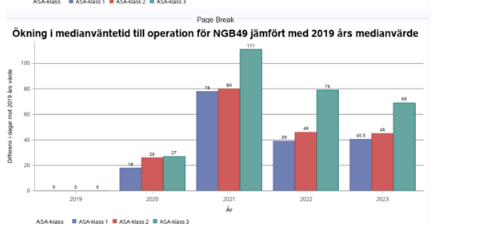 ASA-klass ASA-klass 1 ASA-klass 2 ASA-klass 3
Page Break
Ökning i medianväntetid till operation för NGB49 jämfört med 2019 års medianvärde
Differens i dagar mot 2019 års värde
100
80
60
40
20
0
0 0 0
18 26 27
78 80 111
39 46 79
40.5 45 69
2019 2020 2021 2022 2023
År
ASA-klass ASA-klass 1 ASA-klass 2 ASA-klass 3